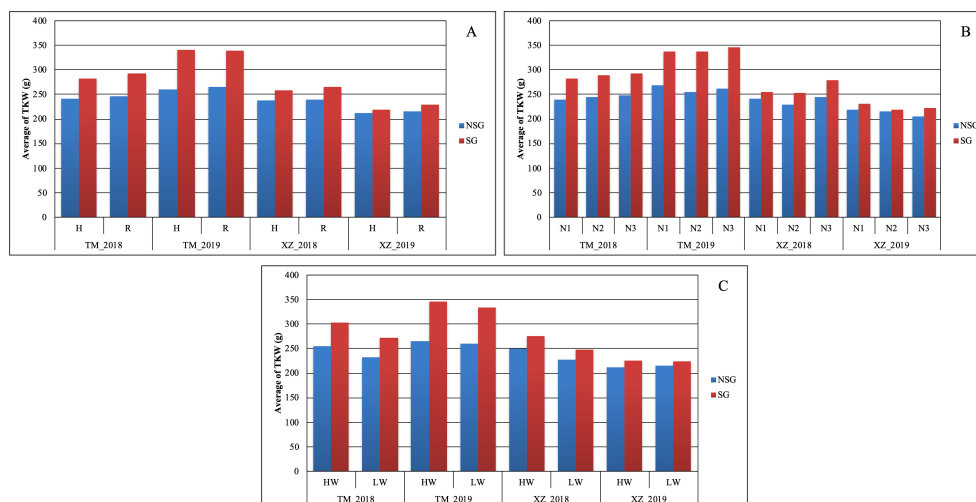 A
Average of TKW (g)
400
350
300
250
200
150
100
50
0
H R H R H R H R
TM_2018 TM_2019 XZ_2018 XZ_2019
NSG
SG
B
Average of TKW (g)
400
350
300
250
200
150
100
50
0
N1 N2 N3 N1 N2 N3 N1 N2 N3 N1 N2 N3
TM_2018 TM_2019 XZ_2018 XZ_2019
NSG
SG
C
Average of TKW (g)
400
350
300
250
200
150
100
50
0
HW LW HW LW HW LW HW LW
TM_2018 TM_2019 XZ_2018 XZ_2019
NSG
SG